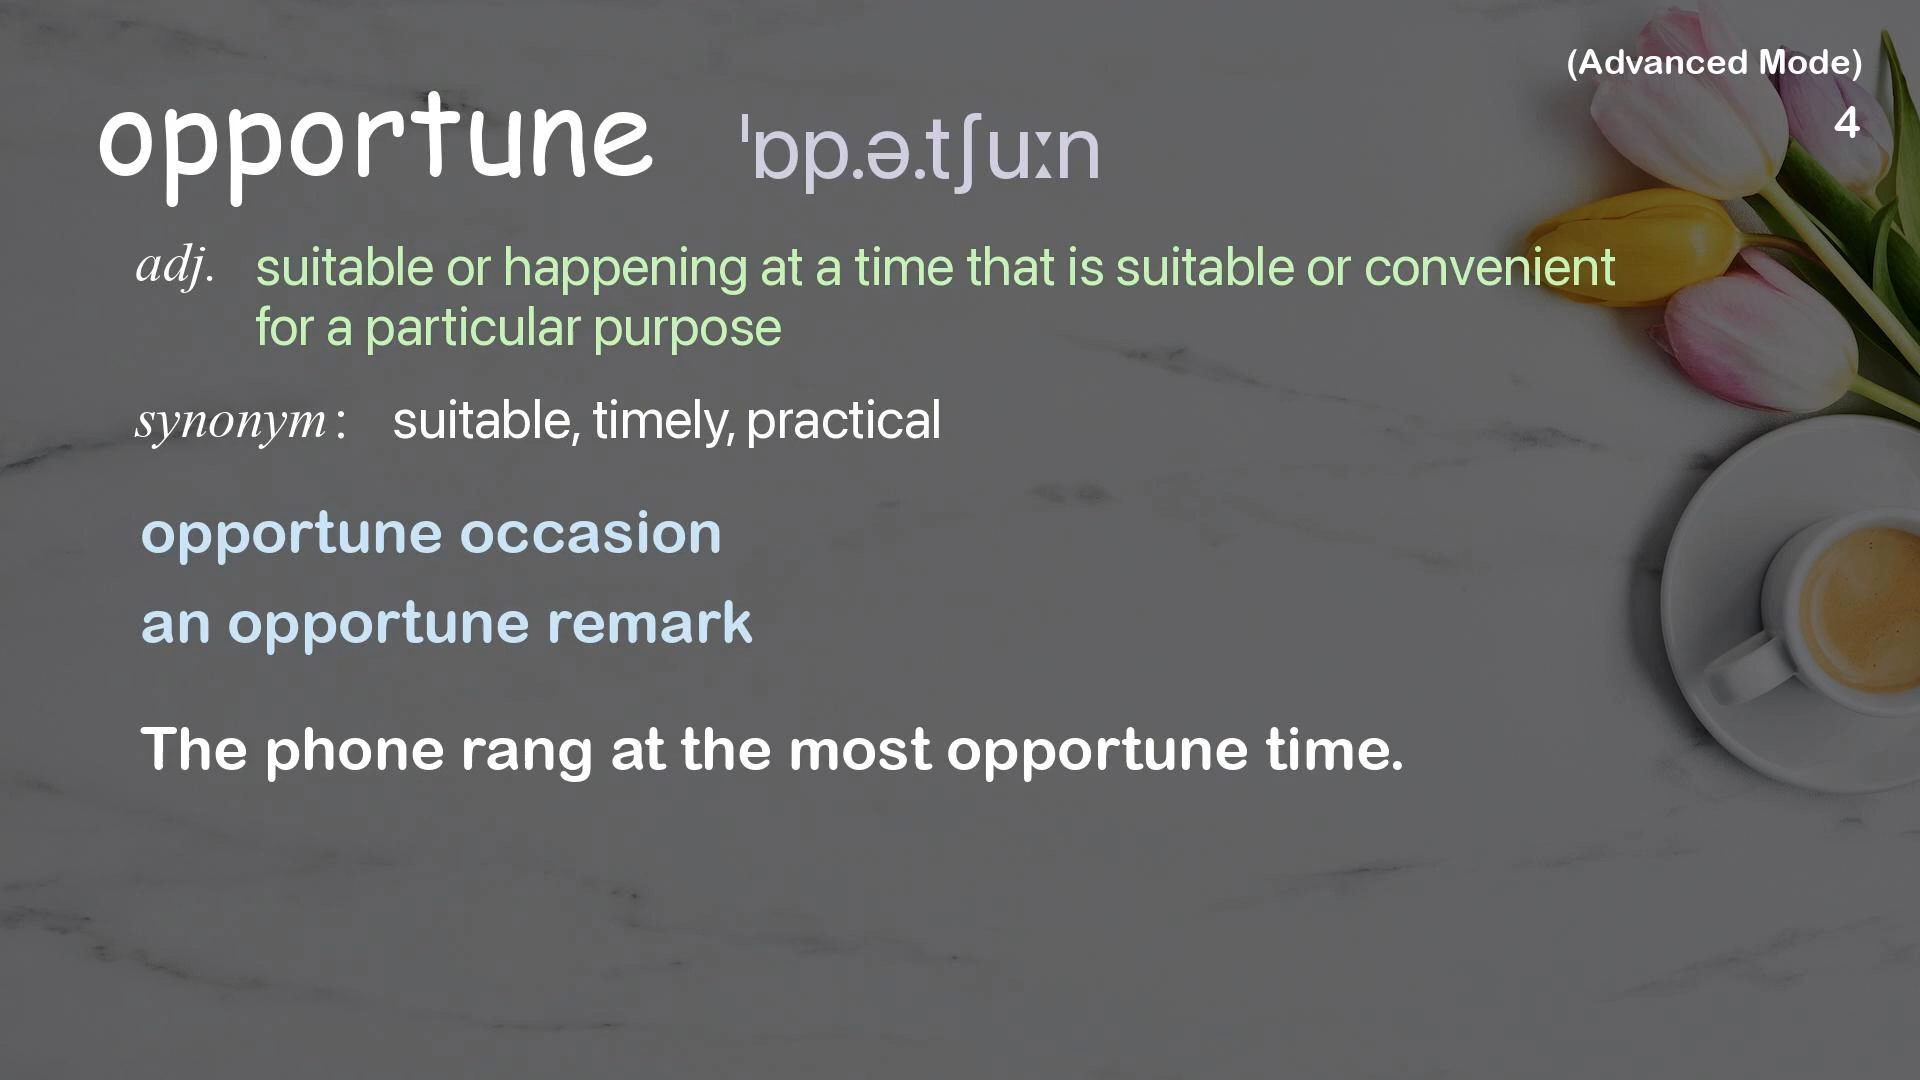 (Advanced Mode)
4
opportune ˈɒp.ə.tʃuːn
adj. suitable or happening at a time that is suitable or convenient
for a particular purpose
synonym: suitable, timely, practical
opportune occasion
an opportune remark
The phone rang at the most opportune time.